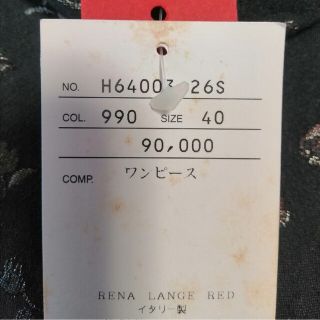 NO. H64003 26S
COL. 990 SIZE 40
90,000
COMP. ワンピース
RENA LANGE RED
イタリー製